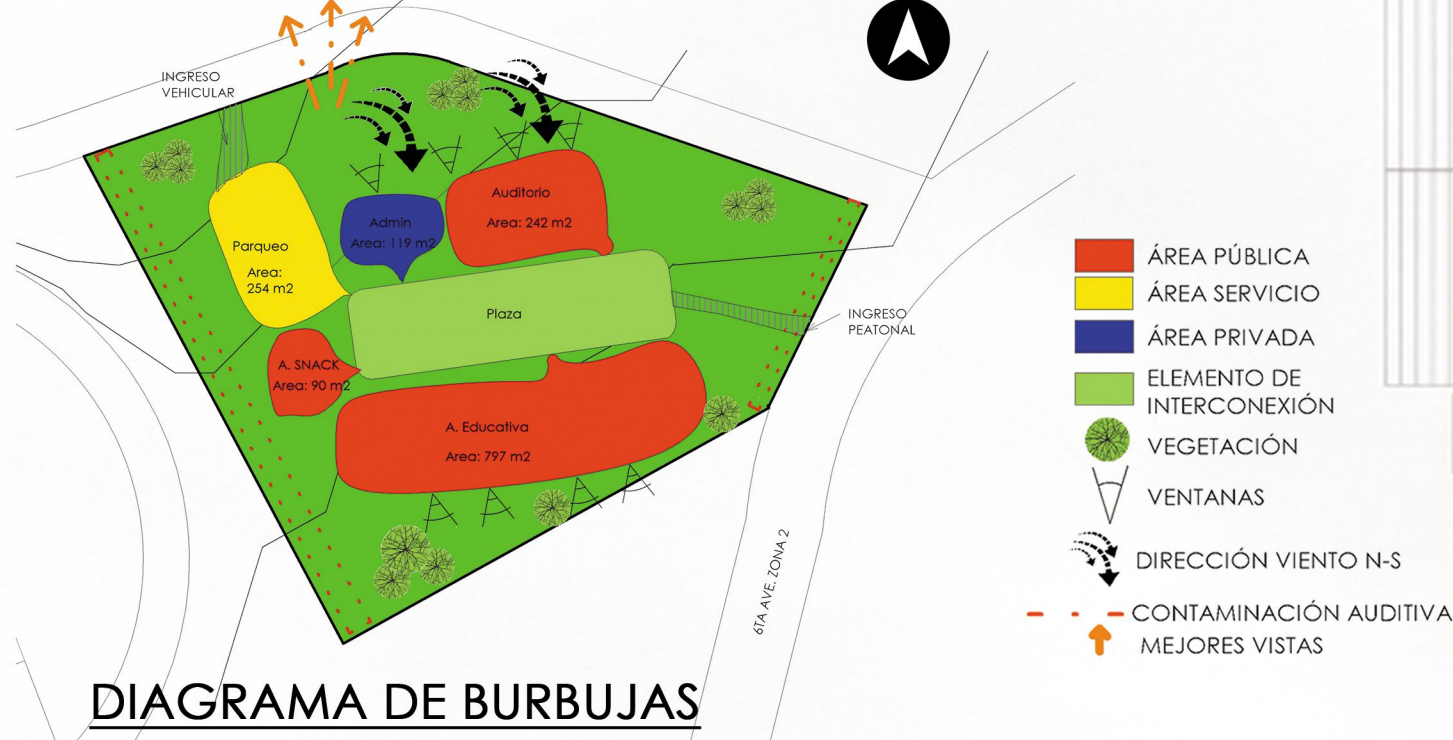 INGRESO
VEHICULAR
Auditorio
Area: 242 m2
Admin
Area: 119 m2
Parqueo
Area:
254 m2
Plaza
INGRESO
PEATONAL
A. SNACK
Area: 90 m2
A. Educativa
Area: 797 m2
6TA AVE. ZONA 2
ÁREA PÚBLICA
ÁREA SERVICIO
ÁREA PRIVADA
ELEMENTO DE
INTERCONEXIÓN
VEGETACIÓN
VENTANAS
DIRECCIÓN VIENTO N-S
CONTAMINACIÓN AUDITIVA
MEJORES VISTAS
DIAGRAMA DE BURBUJAS